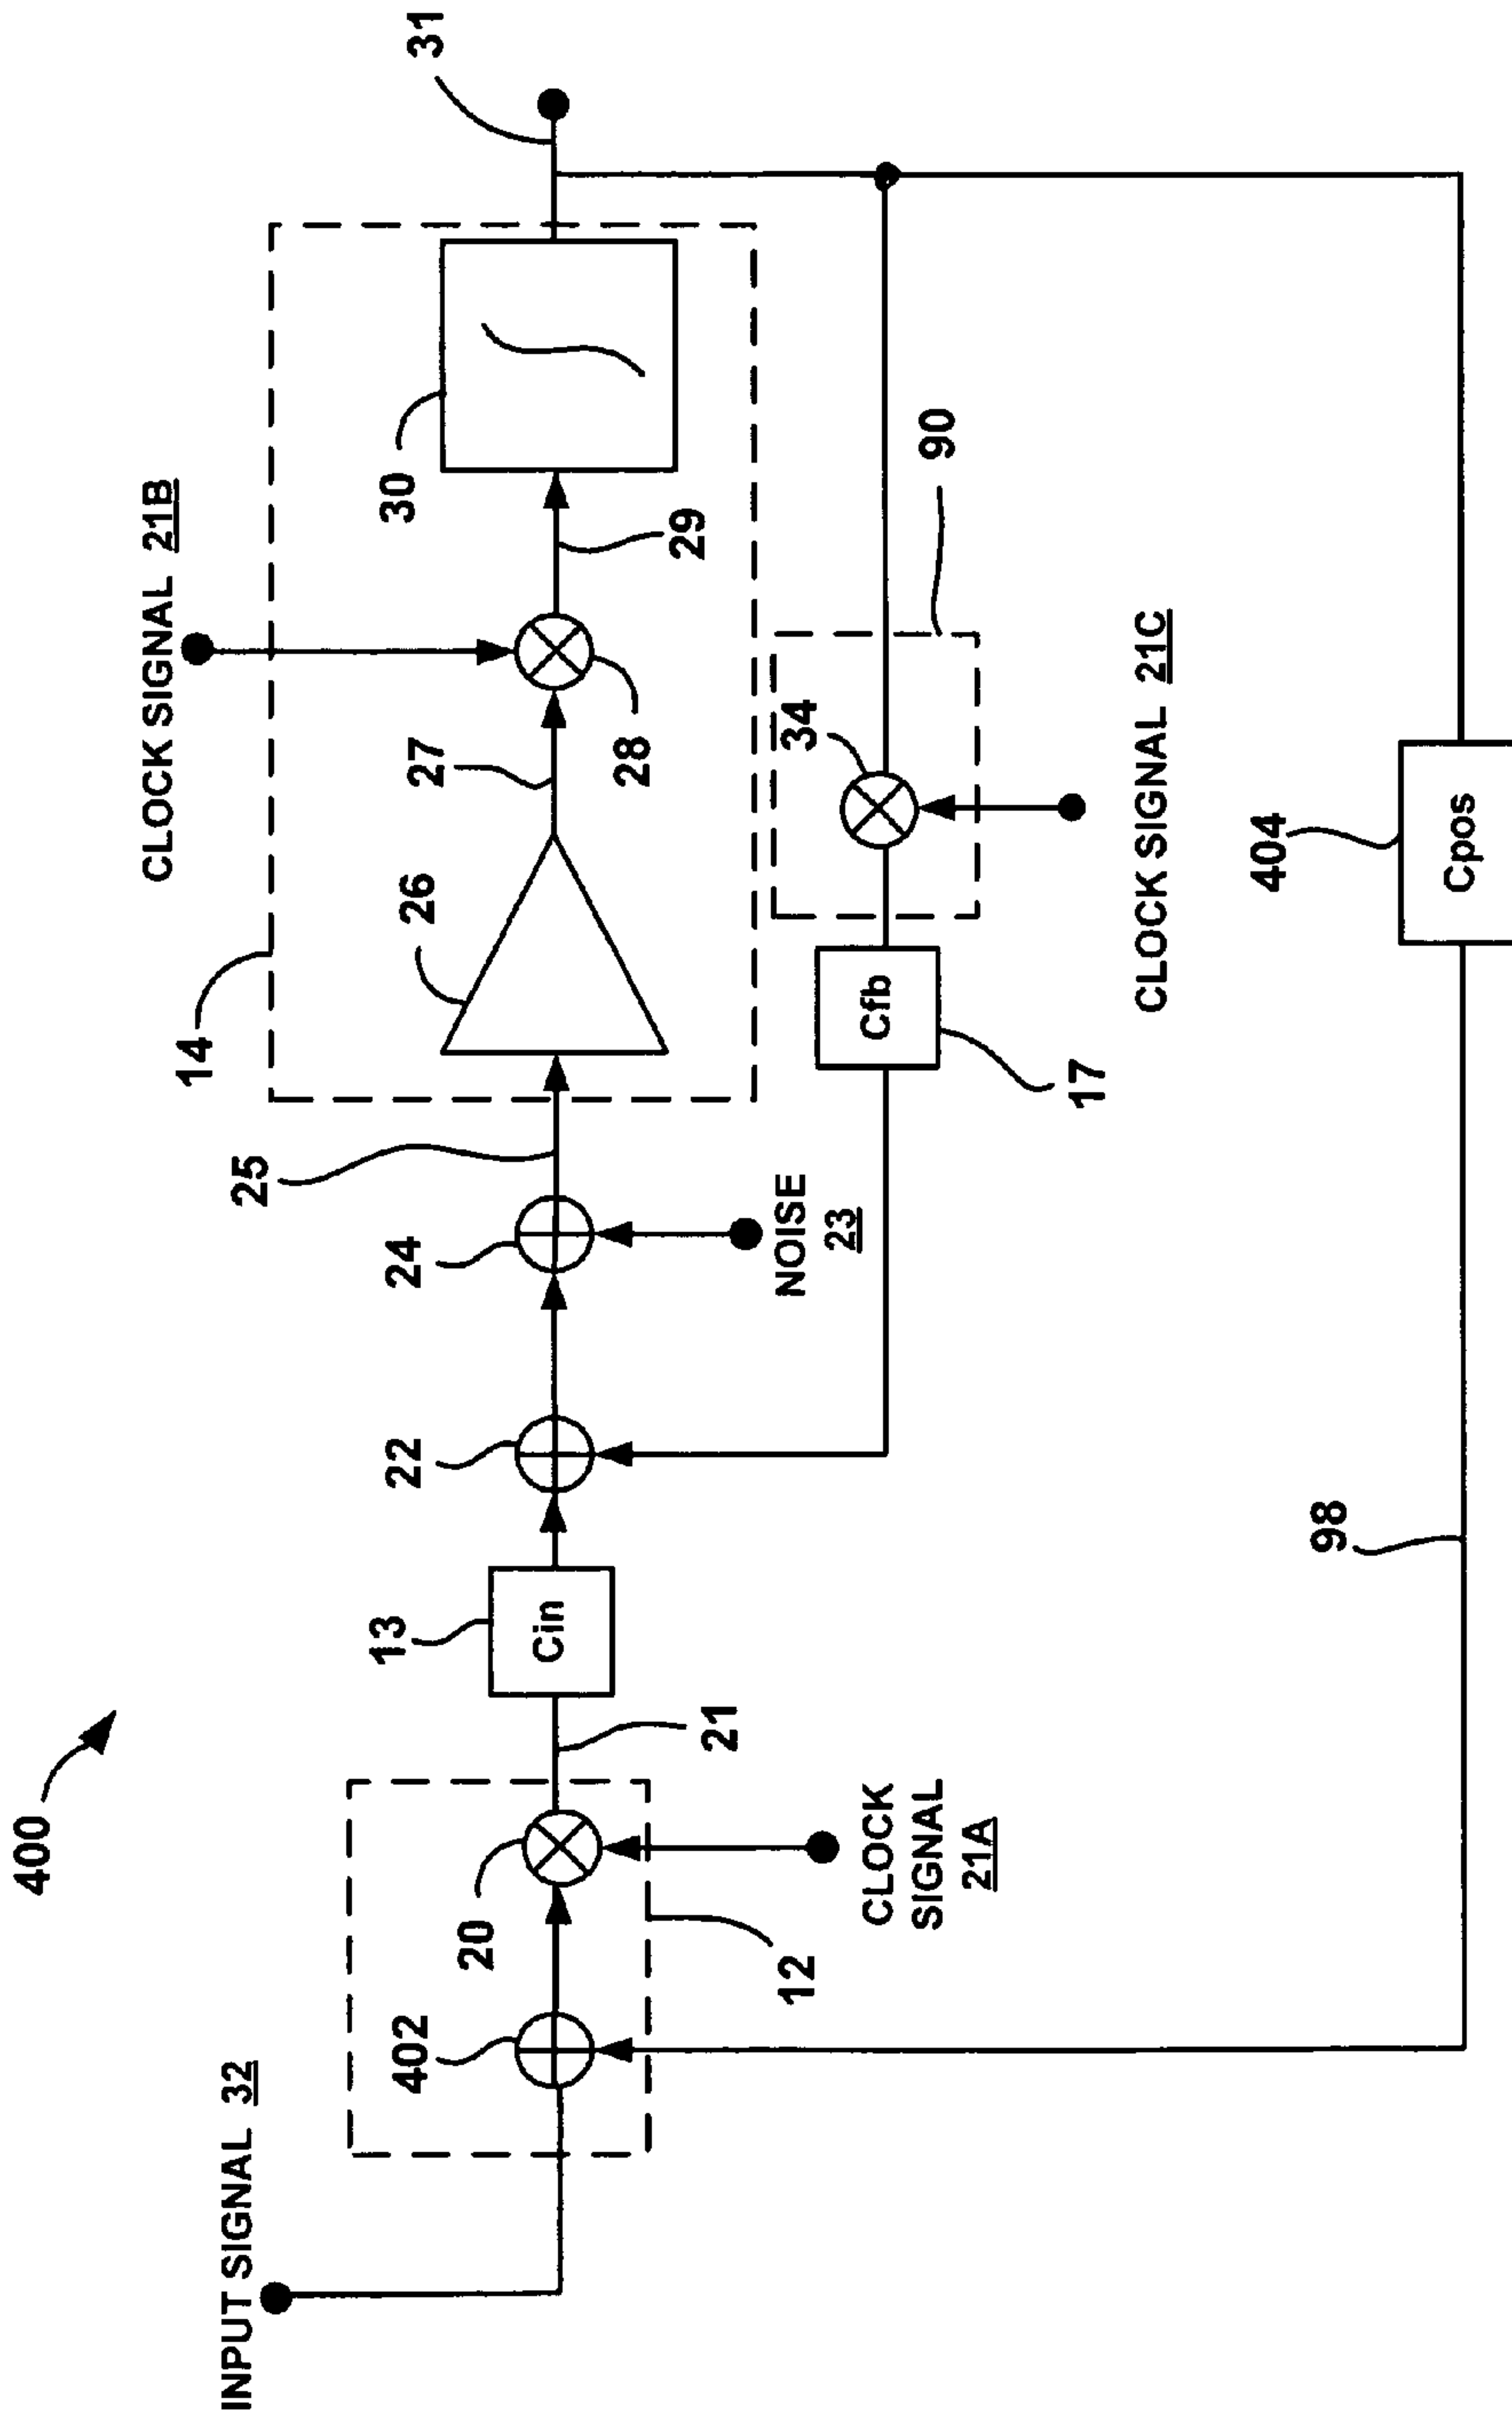 400
INPUT SIGNAL 32
402
20
12
CLOCK
SIGNAL
21A
21
13
Cin
22
24
NOISE
23
25
14
26
27
CLOCK SIGNAL 21B
28
29
30
31
17
Cfb
34
90
CLOCK SIGNAL 21C
98
404
Cpos